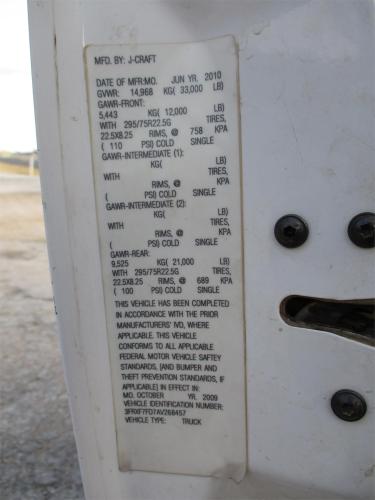 MFD. BY: J-CRAFT
DATE OF MFR:MO. JUN YR. 2010
GVWR: 14,968 KG( 33,000 LB)
GAWR-FRONT:
5,443 KG( 12,000 LB)
WITH 295/75R22.5G TIRES,
22.5X8.25 RIMS, @ 758 KPA
( 110 PSI) COLD SINGLE
GAWR-INTERMEDIATE (1):
KG( LB)
WITH TIRES,
RIMS, @ KPA
( PSI) COLD SINGLE
GAWR-INTERMEDIATE (2):
KG( LB)
WITH TIRES,
RIMS, @ KPA
( PSI) COLD SINGLE
GAWR-REAR:
9,525 KG( 21,000 LB)
WITH 295/75R22.5G TIRES,
22.5X8.25 RIMS, @ 689 KPA
( 100 PSI) COLD SINGLE
THIS VEHICLE HAS BEEN COMPLETED
IN ACCORDANCE WITH THE PRIOR
MANUFACTURERS' IVD, WHERE
APPLICABLE. THIS VEHICLE
CONFORMS TO ALL APPLICABLE
FEDERAL MOTOR VEHICLE SAFTEY
STANDARDS, [AND BUMPER AND
THEFT PREVENTION STANDARDS, IF
APPLICABLE] IN EFFECT IN:
MO. OCTOBER YR. 2009
VEHICLE IDENTIFICATION NUMBER:
3FRXF7FD7AV268457
VEHICLE TYPE: TRUCK